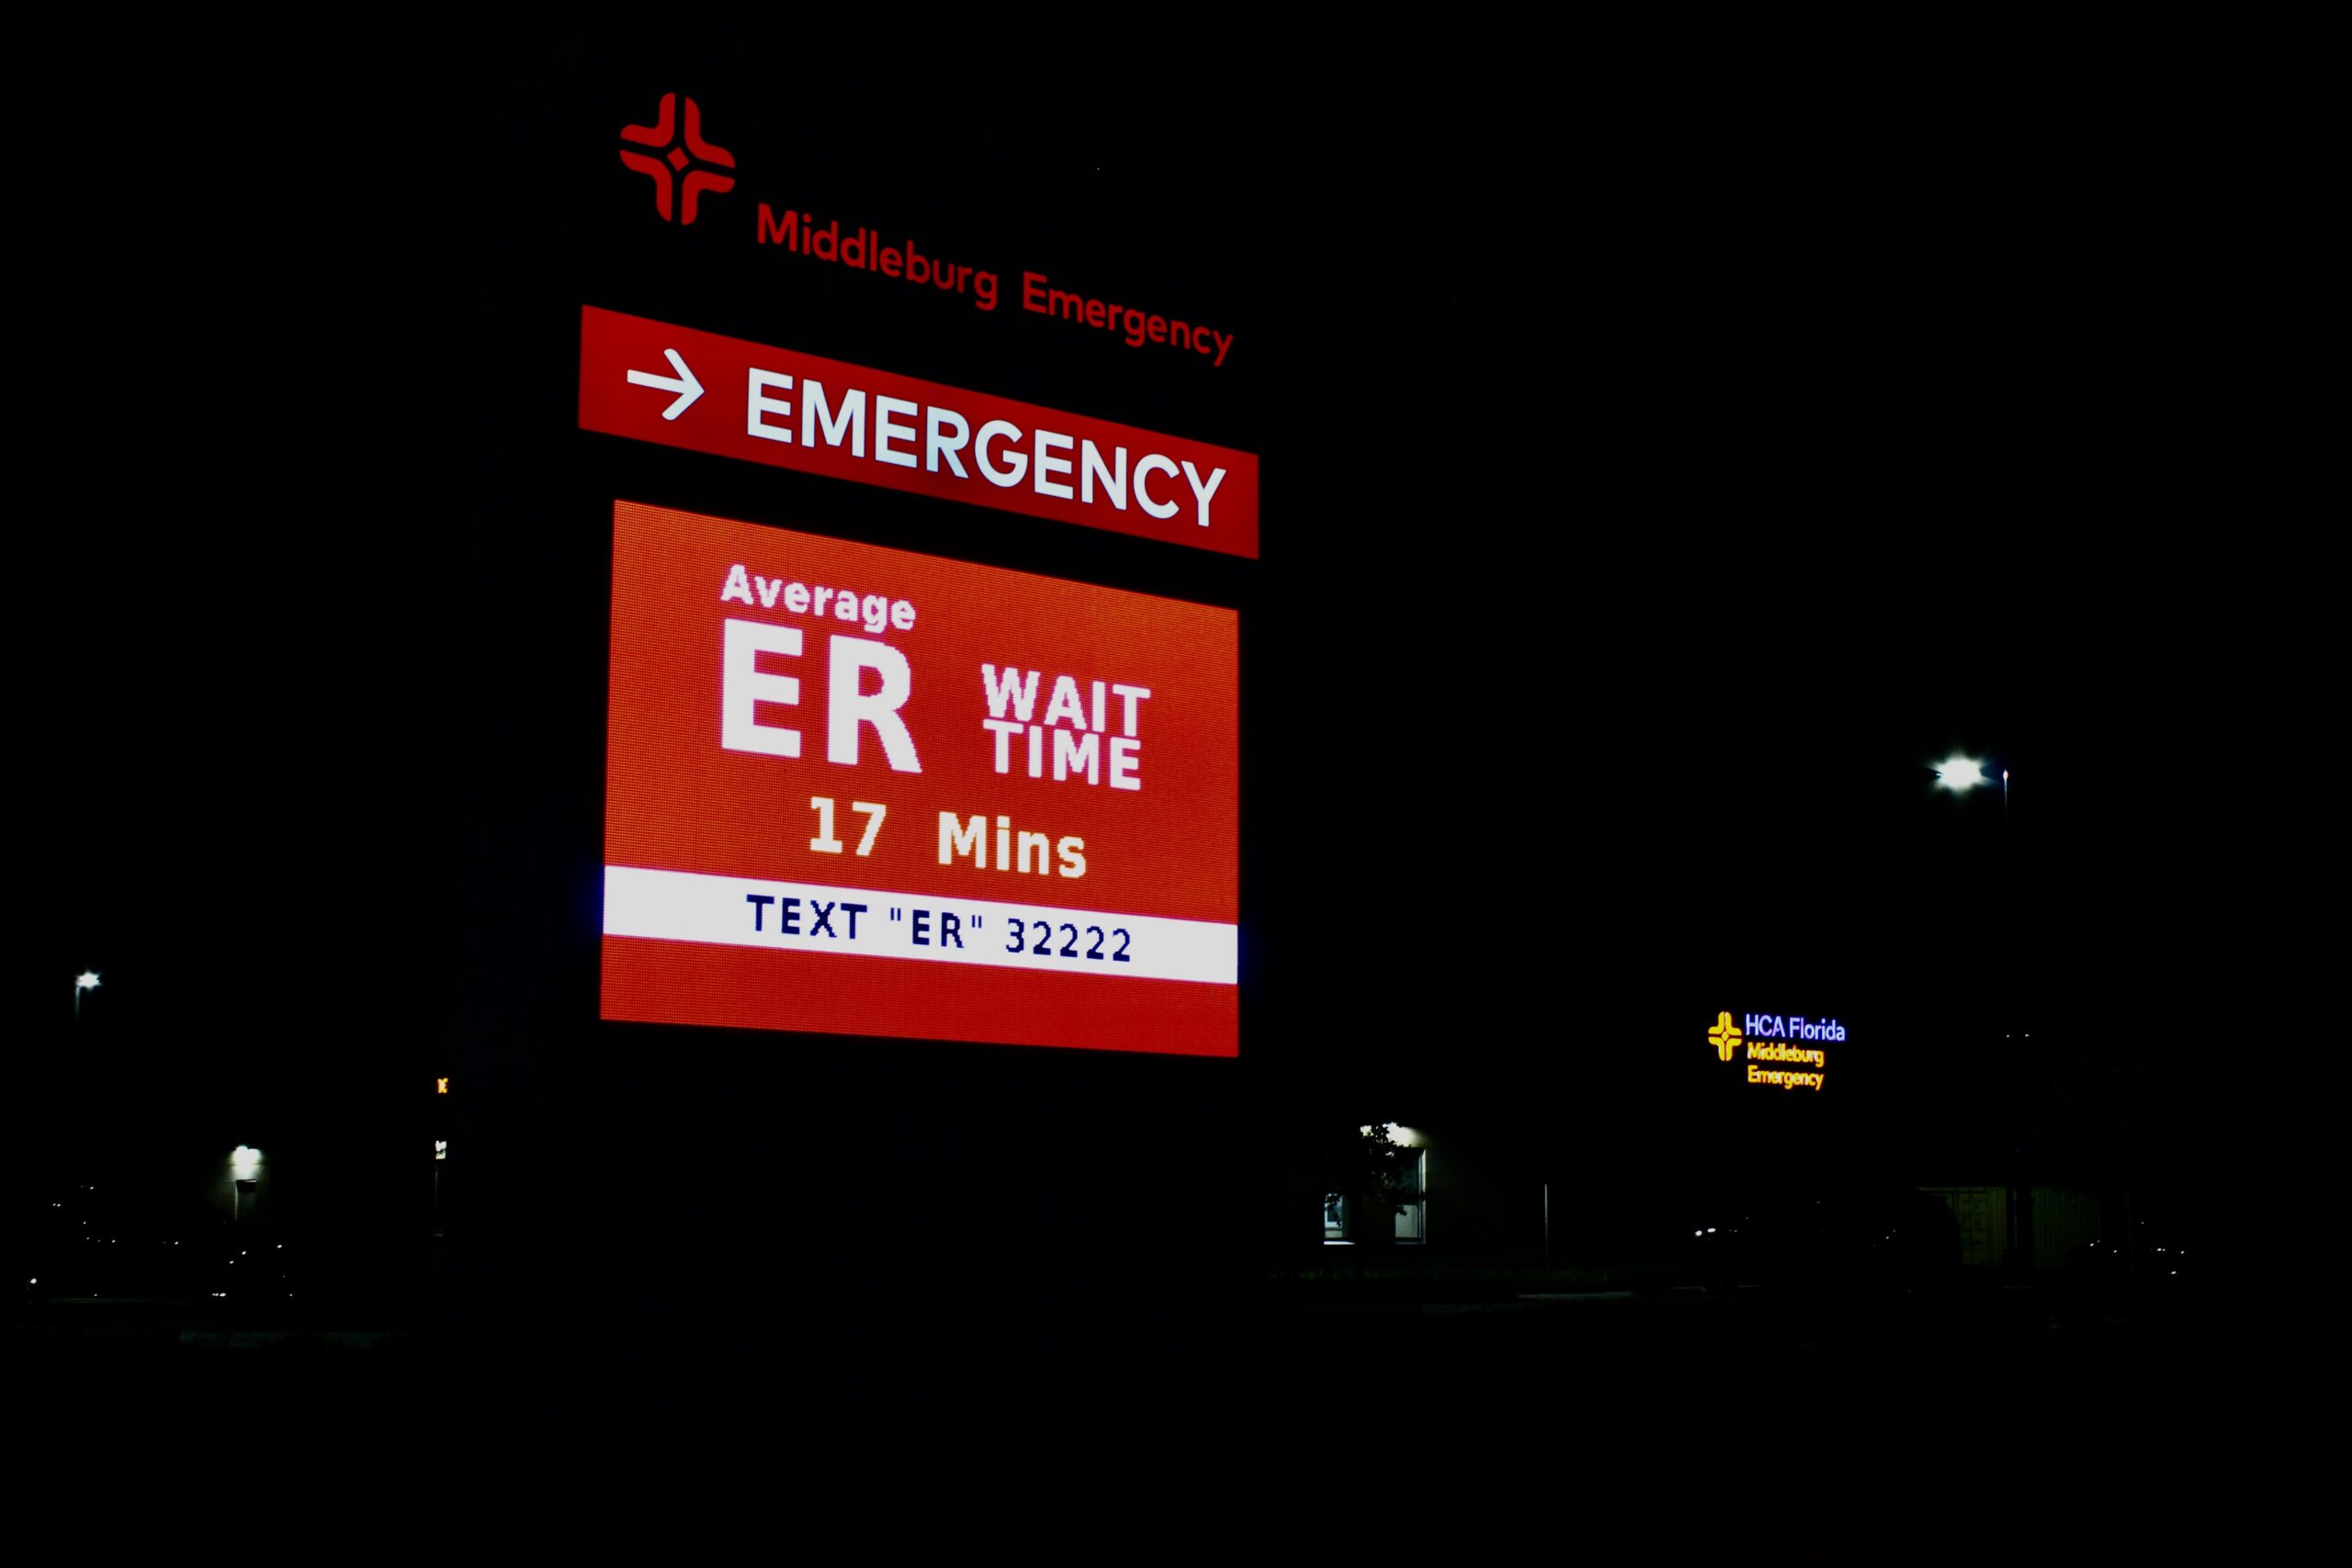 Middleburg Emergency
→ EMERGENCY
Average
ER WAIT
TIME
17 Mins
TEXT "ER" 32222
HCA Florida
Middleburg
Emergency